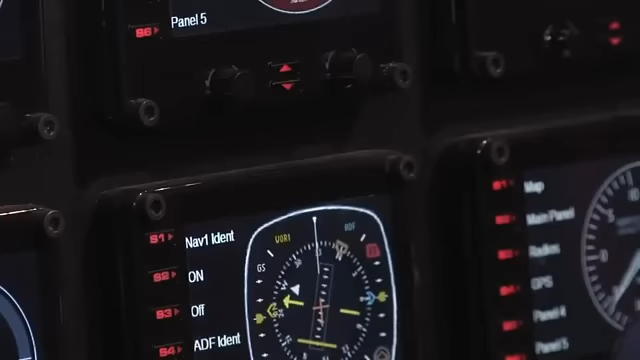 S6 Panel 5
S1 Nav1 Ident
S2 ON
S3 Off
S4 ADF Ident
VOR1
ADF
GS
Map
Main Panel
Radios
GPS
Panel 4
Panel 5